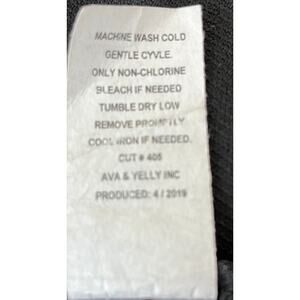 MACHINE WASH COLD
GENTLE CYVLE.
ONLY NON-CHLORINE
BLEACH IF NEEDED
TUMBLE DRY LOW
REMOVE PROMPTLY
COOL IRON IF NEEDED.
CUT # 405
AVA & YELLY INC
PRODUCED: 4 / 2019